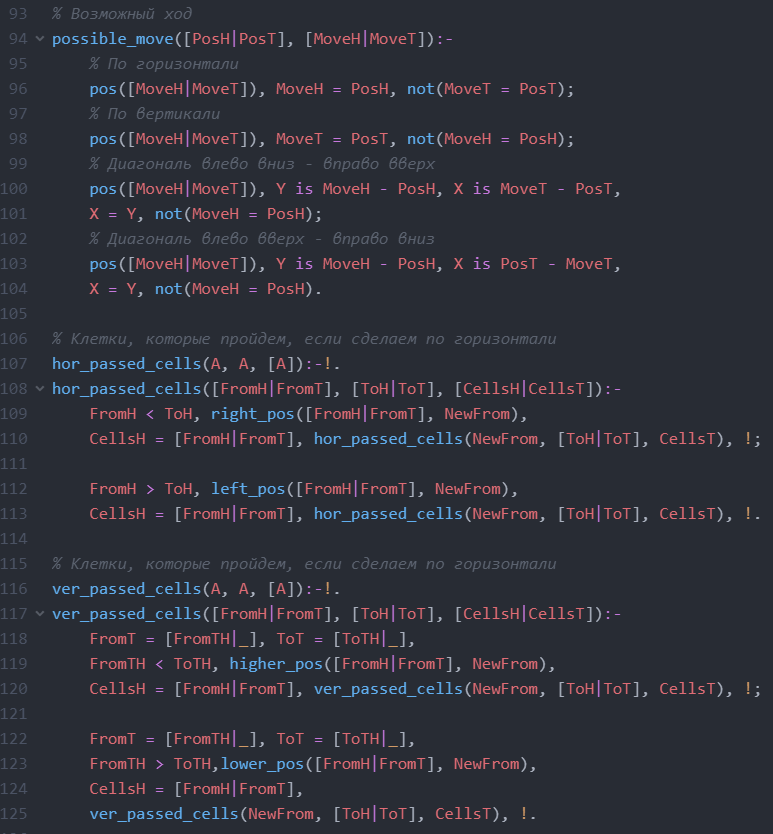 93 % Возможный ход
94 possible_move([PosH|PosT], [MoveH|MoveT]):-
95 % По горизонтали
96 pos([MoveH|MoveT]), MoveH = PosH, not(MoveT = PosT);
97 % По вертикали
98 pos([MoveH|MoveT]), MoveT = PosT, not(MoveH = PosH);
99 % Диагональ влево вниз - вправо вверх
100 pos([MoveH|MoveT]), Y is MoveH - PosH, X is MoveT - PosT,
101 X = Y, not(MoveH = PosH);
102 % Диагональ влево вверх - вправо вниз
103 pos([MoveH|MoveT]), Y is MoveH - PosH, X is PosT - MoveT,
104 X = Y, not(MoveH = PosH).
105
106 % Клетки, которые пройдем, если сделаем по горизонтали
107 hor_passed_cells(A, A, [A]):-!.
108 hor_passed_cells([FromH|FromT], [ToH|ToT], [CellsH|CellsT]):-
109 FromH < ToH, right_pos([FromH|FromT], NewFrom),
110 CellsH = [FromH|FromT], hor_passed_cells(NewFrom, [ToH|ToT], CellsT), !;
111
112 FromH > ToH, left_pos([FromH|FromT], NewFrom),
113 CellsH = [FromH|FromT], hor_passed_cells(NewFrom, [ToH|ToT], CellsT), !.
114
115 % Клетки, которые пройдем, если сделаем по горизонтали
116 ver_passed_cells(A, A, [A]):-!.
117 ver_passed_cells([FromH|FromT], [ToH|ToT], [CellsH|CellsT]):-
118 FromT = [FromTH|_], ToT = [ToTH|_],
119 FromTH < ToTH, higher_pos([FromH|FromT], NewFrom),
120 CellsH = [FromH|FromT], ver_passed_cells(NewFrom, [ToH|ToT], CellsT), !;
121
122 FromT = [FromTH|_], ToT = [ToTH|_],
123 FromTH > ToTH,lower_pos([FromH|FromT], NewFrom),
124 CellsH = [FromH|FromT],
125 ver_passed_cells(NewFrom, [ToH|ToT], CellsT), !.